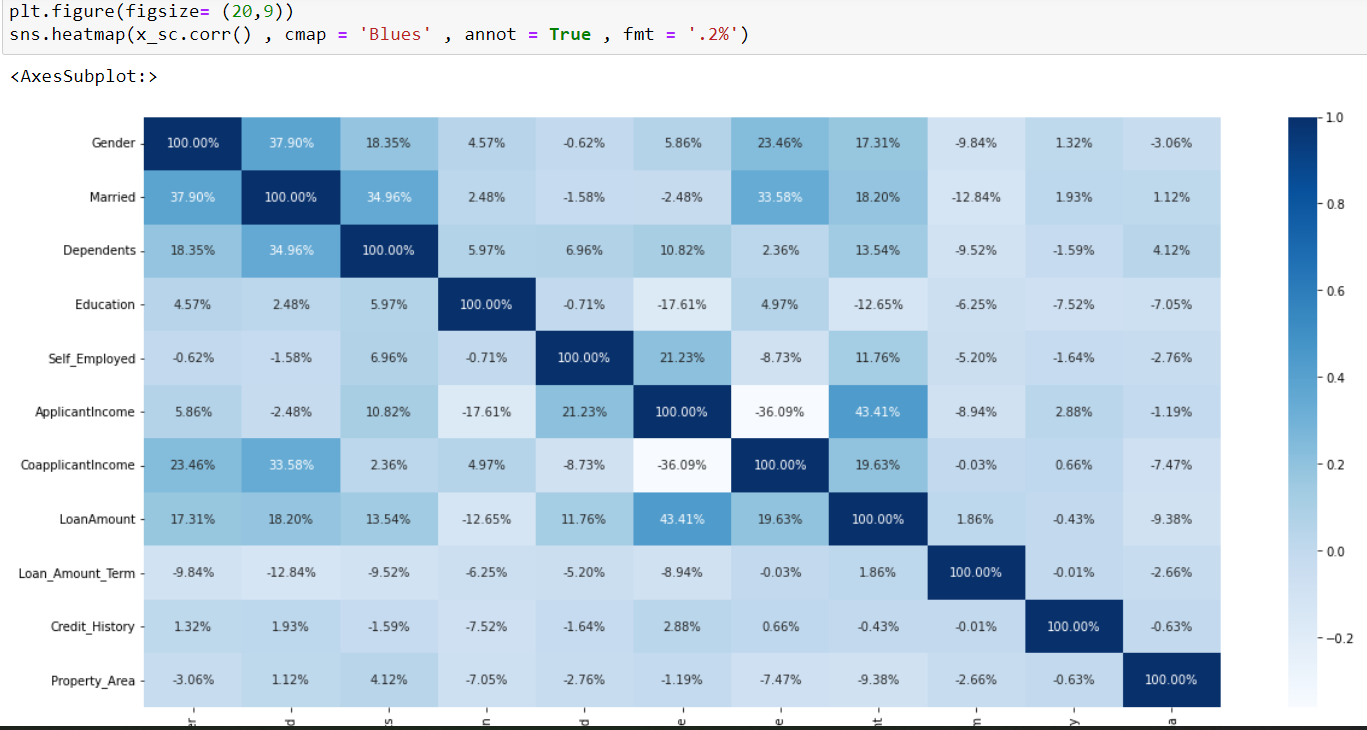 plt.figure(figsize= (20,9))
sns.heatmap(x_sc.corr() , cmap = 'Blues' , annot = True , fmt = '.2%')
<AxesSubplot:>
Gender 100.00% 37.90% 18.35% 4.57% -0.62% 5.86% 23.46% 17.31% -9.84% 1.32% -3.06%
Married 37.90% 100.00% 34.96% 2.48% -1.58% -2.48% 33.58% 18.20% -12.84% 1.93% 1.12%
Dependents 18.35% 34.96% 100.00% 5.97% 6.96% 10.82% 2.36% 13.54% -9.52% -1.59% 4.12%
Education 4.57% 2.48% 5.97% 100.00% -0.71% -17.61% 4.97% -12.65% -6.25% -7.52% -7.05%
Self_Employed -0.62% -1.58% 6.96% -0.71% 100.00% 21.23% -8.73% 11.76% -5.20% -1.64% -2.76%
ApplicantIncome 5.86% -2.48% 10.82% -17.61% 21.23% 100.00% -36.09% 43.41% -8.94% 2.88% -1.19%
CoapplicantIncome 23.46% 33.58% 2.36% 4.97% -8.73% -36.09% 100.00% 19.63% -0.03% 0.66% -7.47%
LoanAmount 17.31% 18.20% 13.54% -12.65% 11.76% 43.41% 19.63% 100.00% 1.86% -0.43% -9.38%
Loan_Amount_Term -9.84% -12.84% -9.52% -6.25% -5.20% -8.94% -0.03% 1.86% 100.00% -0.01% -2.66%
Credit_History 1.32% 1.93% -1.59% -7.52% -1.64% 2.88% 0.66% -0.43% -0.01% 100.00% -0.63%
Property_Area -3.06% 1.12% 4.12% -7.05% -2.76% -1.19% -7.47% -9.38% -2.66% -0.63% 100.00%
1.0
0.8
0.6
0.4
0.2
0.0
−0.2